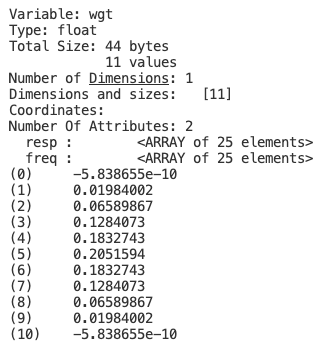 Variable: wgt
Type: float
Total Size: 44 bytes
11 values
Number of Dimensions: 1
Dimensions and sizes: [11]
Coordinates:
Number Of Attributes: 2
resp : <ARRAY of 25 elements>
freq : <ARRAY of 25 elements>
(0) -5.838655e-10
(1) 0.01984002
(2) 0.06589867
(3) 0.1284073
(4) 0.1832743
(5) 0.2051594
(6) 0.1832743
(7) 0.1284073
(8) 0.06589867
(9) 0.01984002
(10) -5.838655e-10